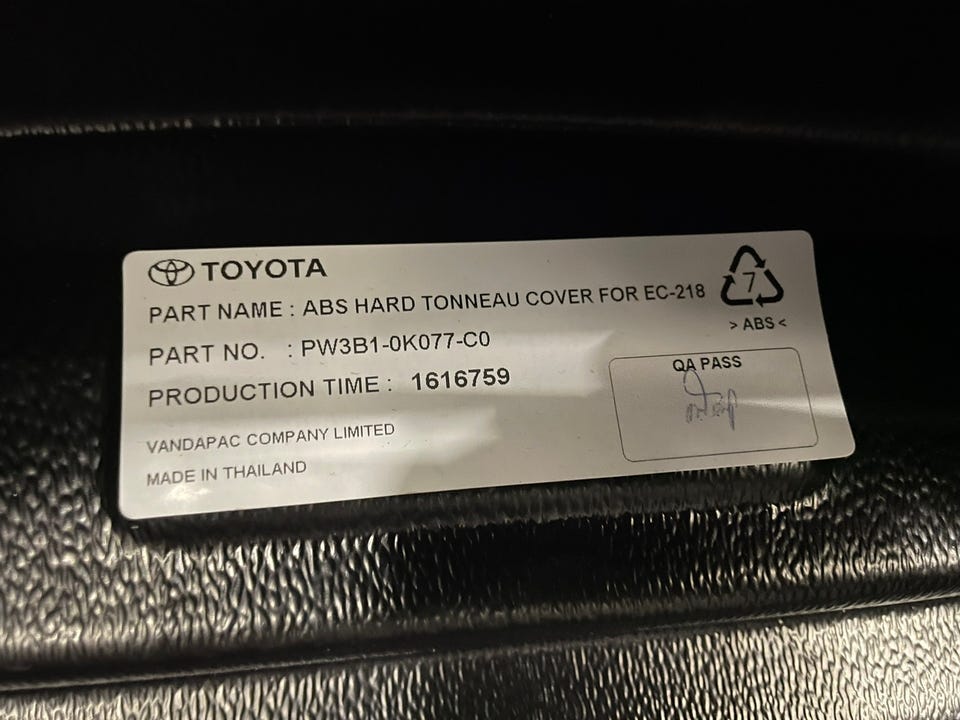 TOYOTA
PART NAME : ABS HARD TONNEAU COVER FOR EC-218
PART NO. : PW3B1-0K077-C0
PRODUCTION TIME : 1616759
VANDAPAC COMPANY LIMITED
MADE IN THAILAND
7
> ABS <
QA PASS